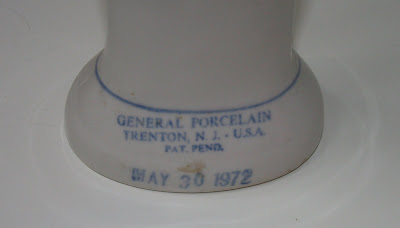 GENERAL PORCELAIN
TRENTON, N. J. - U.S.A.
PAT. PEND.
MAY 30 1972